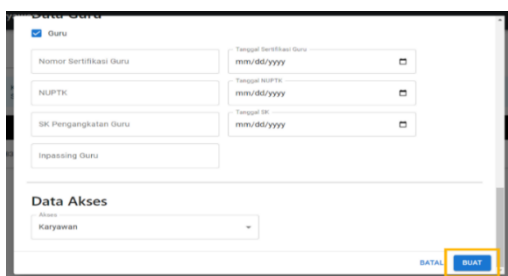 Data Guru
Guru
Nomor Sertifikasi Guru
Tanggal Sertifikasi Guru
mm/dd/yyyy
NUPTK
Tanggal NUPTK
mm/dd/yyyy
SK Pengangkatan Guru
Tanggal SK
mm/dd/yyyy
Inpassing Guru
Data Akses
Akses
Karyawan
BATAL
BUAT